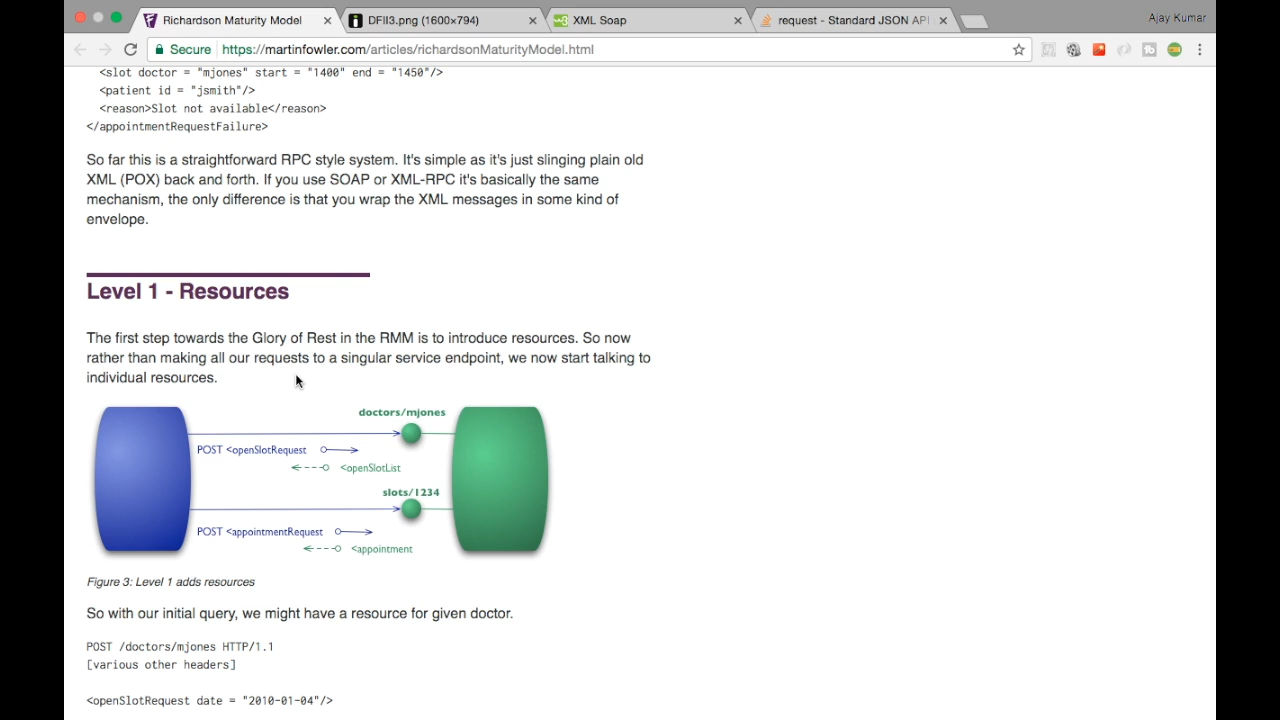 Richardson Maturity Model
DFII3.png (1600×794)
XML Soap
request - Standard JSON API
Ajay Kumar
Secure
https://martinfowler.com/articles/richardsonMaturityModel.html
<slot doctor = "mjones" start = "1400" end = "1450"/>
<patient id = "jsmith"/>
<reason>Slot not available</reason>
</appointmentRequestFailure>
So far this is a straightforward RPC style system. It's simple as it's just slinging plain old
XML (POX) back and forth. If you use SOAP or XML-RPC it's basically the same
mechanism, the only difference is that you wrap the XML messages in some kind of
envelope.
Level 1 - Resources
The first step towards the Glory of Rest in the RMM is to introduce resources. So now
rather than making all our requests to a singular service endpoint, we now start talking to
individual resources.
doctors/mjones
POST <openSlotRequest
<openSlotList
slots/1234
POST <appointmentRequest
<appointment
Figure 3: Level 1 adds resources
So with our initial query, we might have a resource for given doctor.
POST /doctors/mjones HTTP/1.1
[various other headers]
<openSlotRequest date = "2010-01-04"/>